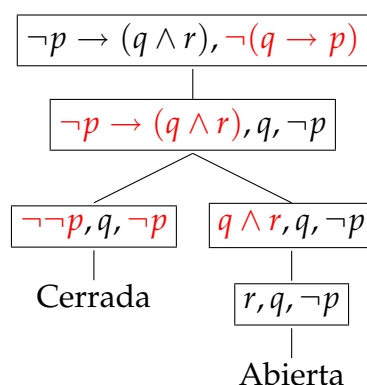 ¬p → (q ∧ r), ¬(q → p)
¬p → (q ∧ r), q, ¬p
¬¬p, q, ¬p
q ∧ r, q, ¬p
Cerrada
r, q, ¬p
Abierta